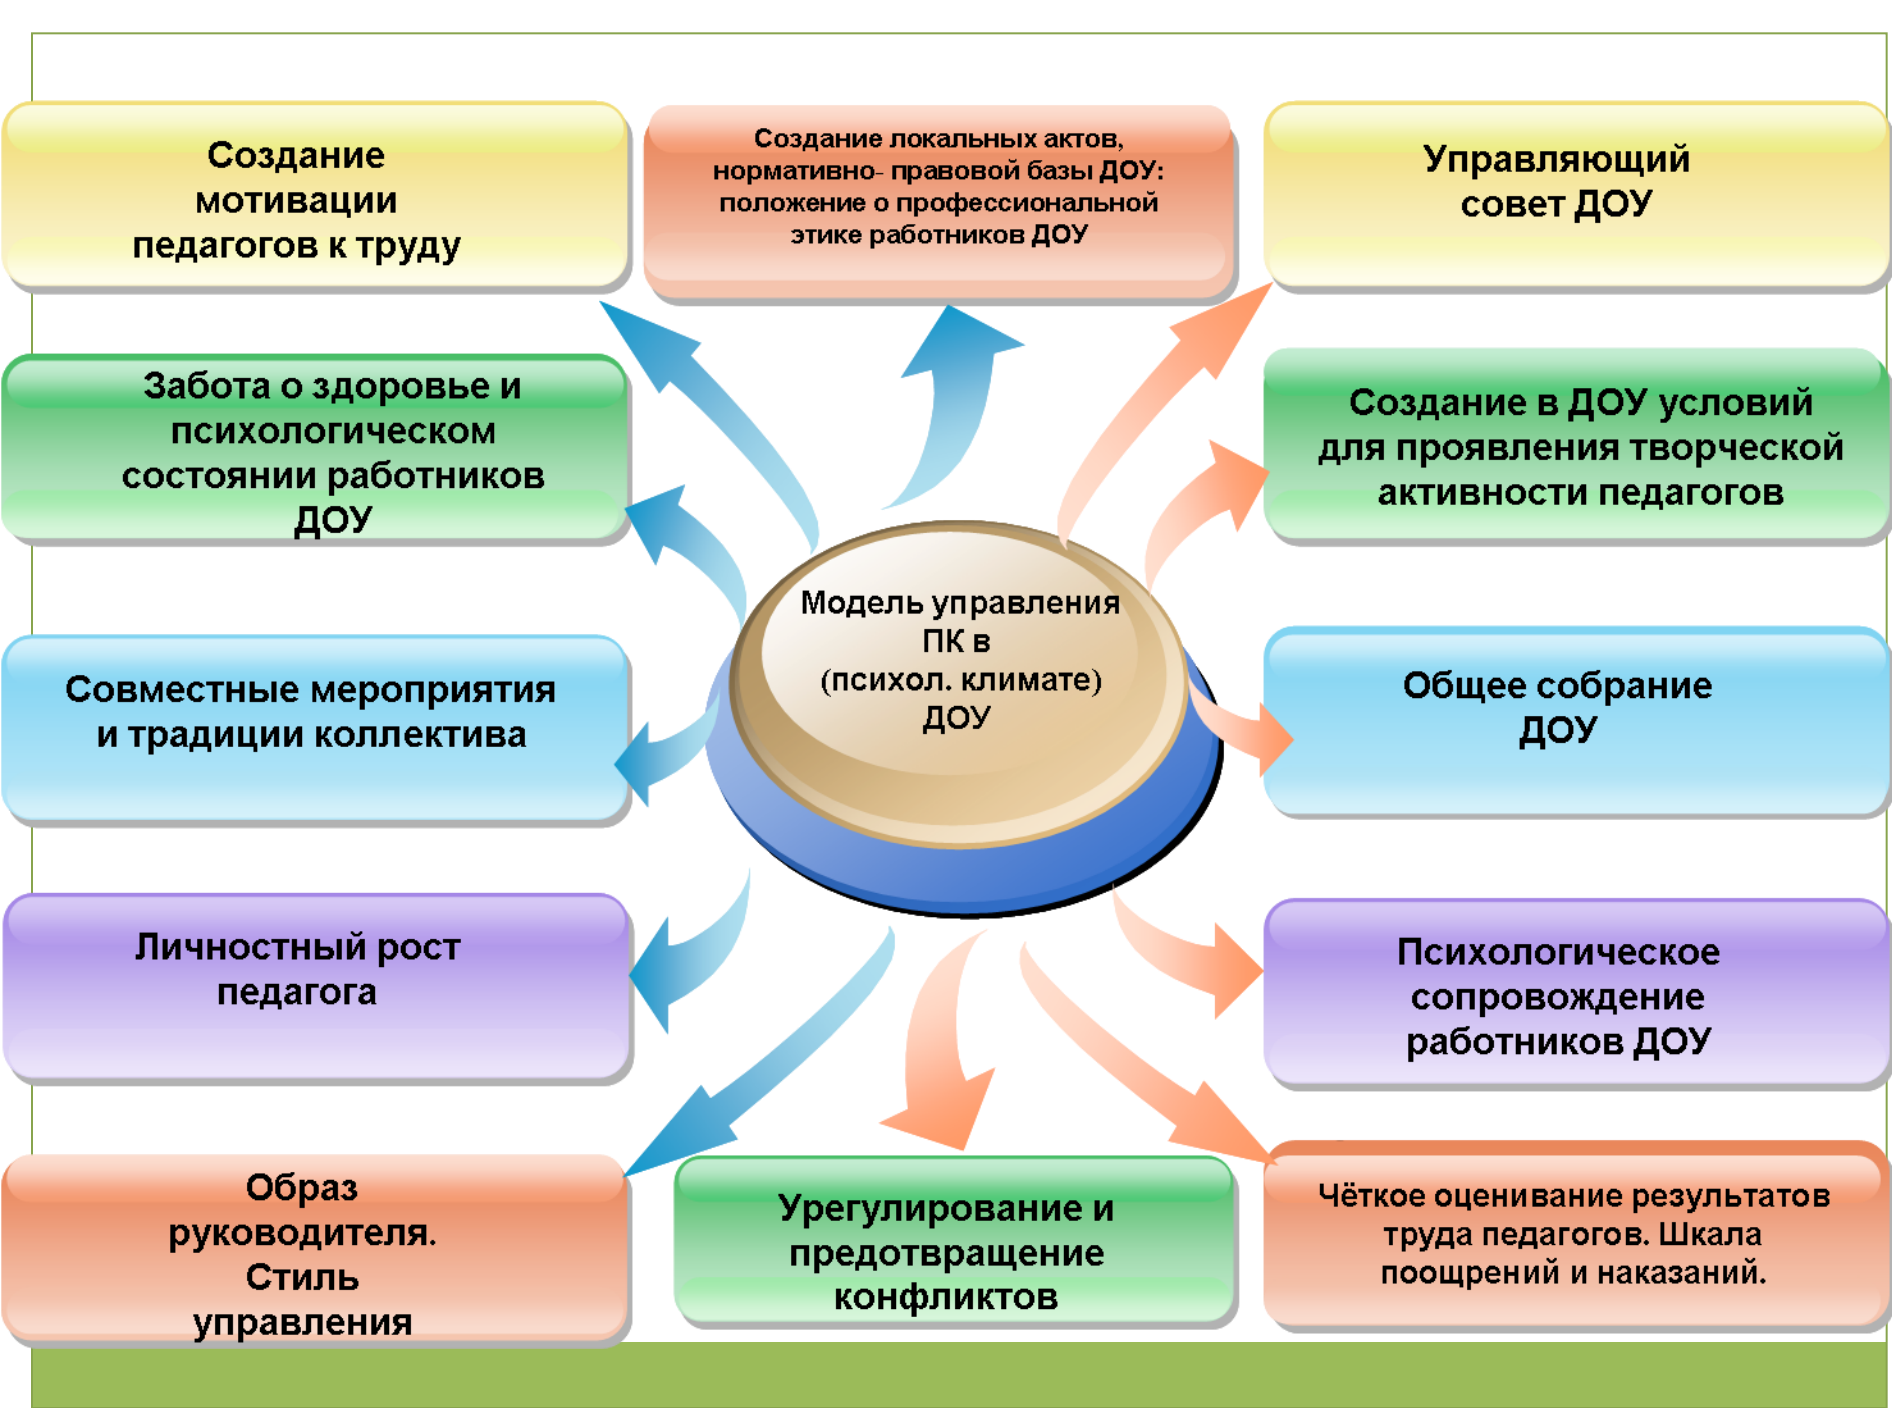 Создание
мотивации
педагогов к труду
Создание локальных актов,
нормативно- правовой базы ДОУ:
положение о профессиональной
этике работников ДОУ
Управляющий
совет ДОУ
Забота о здоровье и
психологическом
состоянии работников
ДОУ
Создание в ДОУ условий
для проявления творческой
активности педагогов
Модель управления
ПК в
(психол. климате)
ДОУ
Совместные мероприятия
и традиции коллектива
Общее собрание
ДОУ
Личностный рост
педагога
Психологическое
сопровождение
работников ДОУ
Образ
руководителя.
Стиль
управления
Урегулирование и
предотвращение
конфликтов
Чёткое оценивание результатов
труда педагогов. Шкала
поощрений и наказаний.